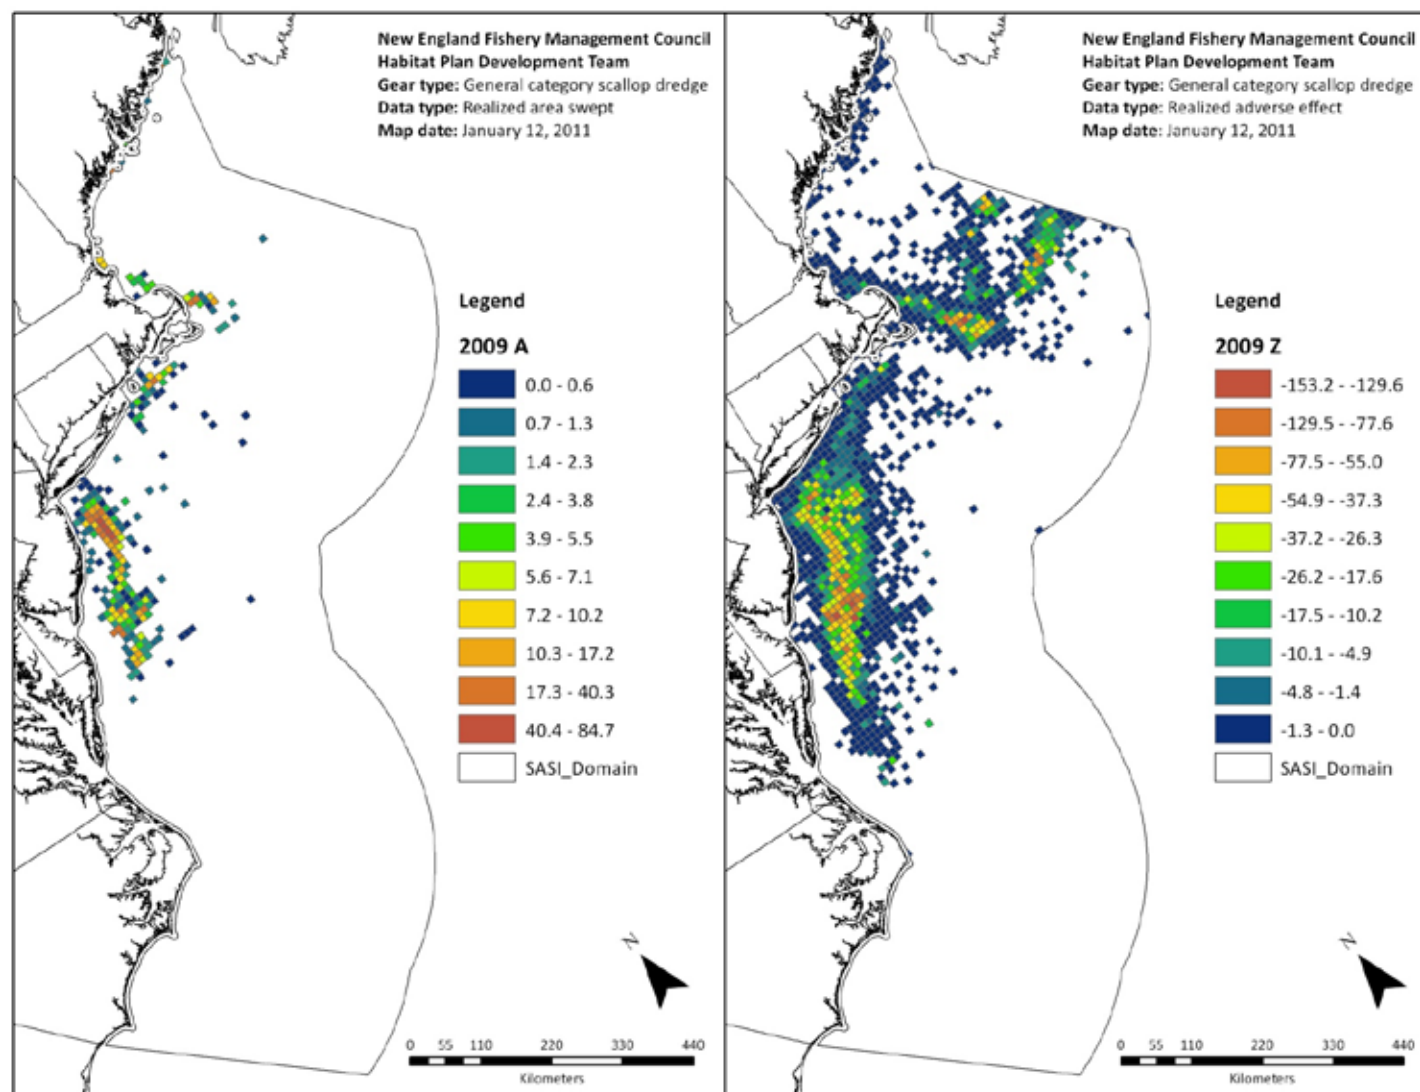 New England Fishery Management Council
Habitat Plan Development Team
Gear type: General category scallop dredge
Data type: Realized area swept
Map date: January 12, 2011
Legend
2009 A
0.0 - 0.6
0.7 - 1.3
1.4 - 2.3
2.4 - 3.8
3.9 - 5.5
5.6 - 7.1
7.2 - 10.2
10.3 - 17.2
17.3 - 40.3
40.4 - 84.7
SASI_Domain
N
0 55 110 220 330 440
Kilometers
New England Fishery Management Council
Habitat Plan Development Team
Gear type: General category scallop dredge
Data type: Realized adverse effect
Map date: January 12, 2011
Legend
2009 Z
-153.2 - -129.6
-129.5 - -77.6
-77.5 - -55.0
-54.9 - -37.3
-37.2 - -26.3
-26.2 - -17.6
-17.5 - -10.2
-10.1 - -4.9
-4.8 - -1.4
-1.3 - 0.0
SASI_Domain
N
0 55 110 220 330 440
Kilometers